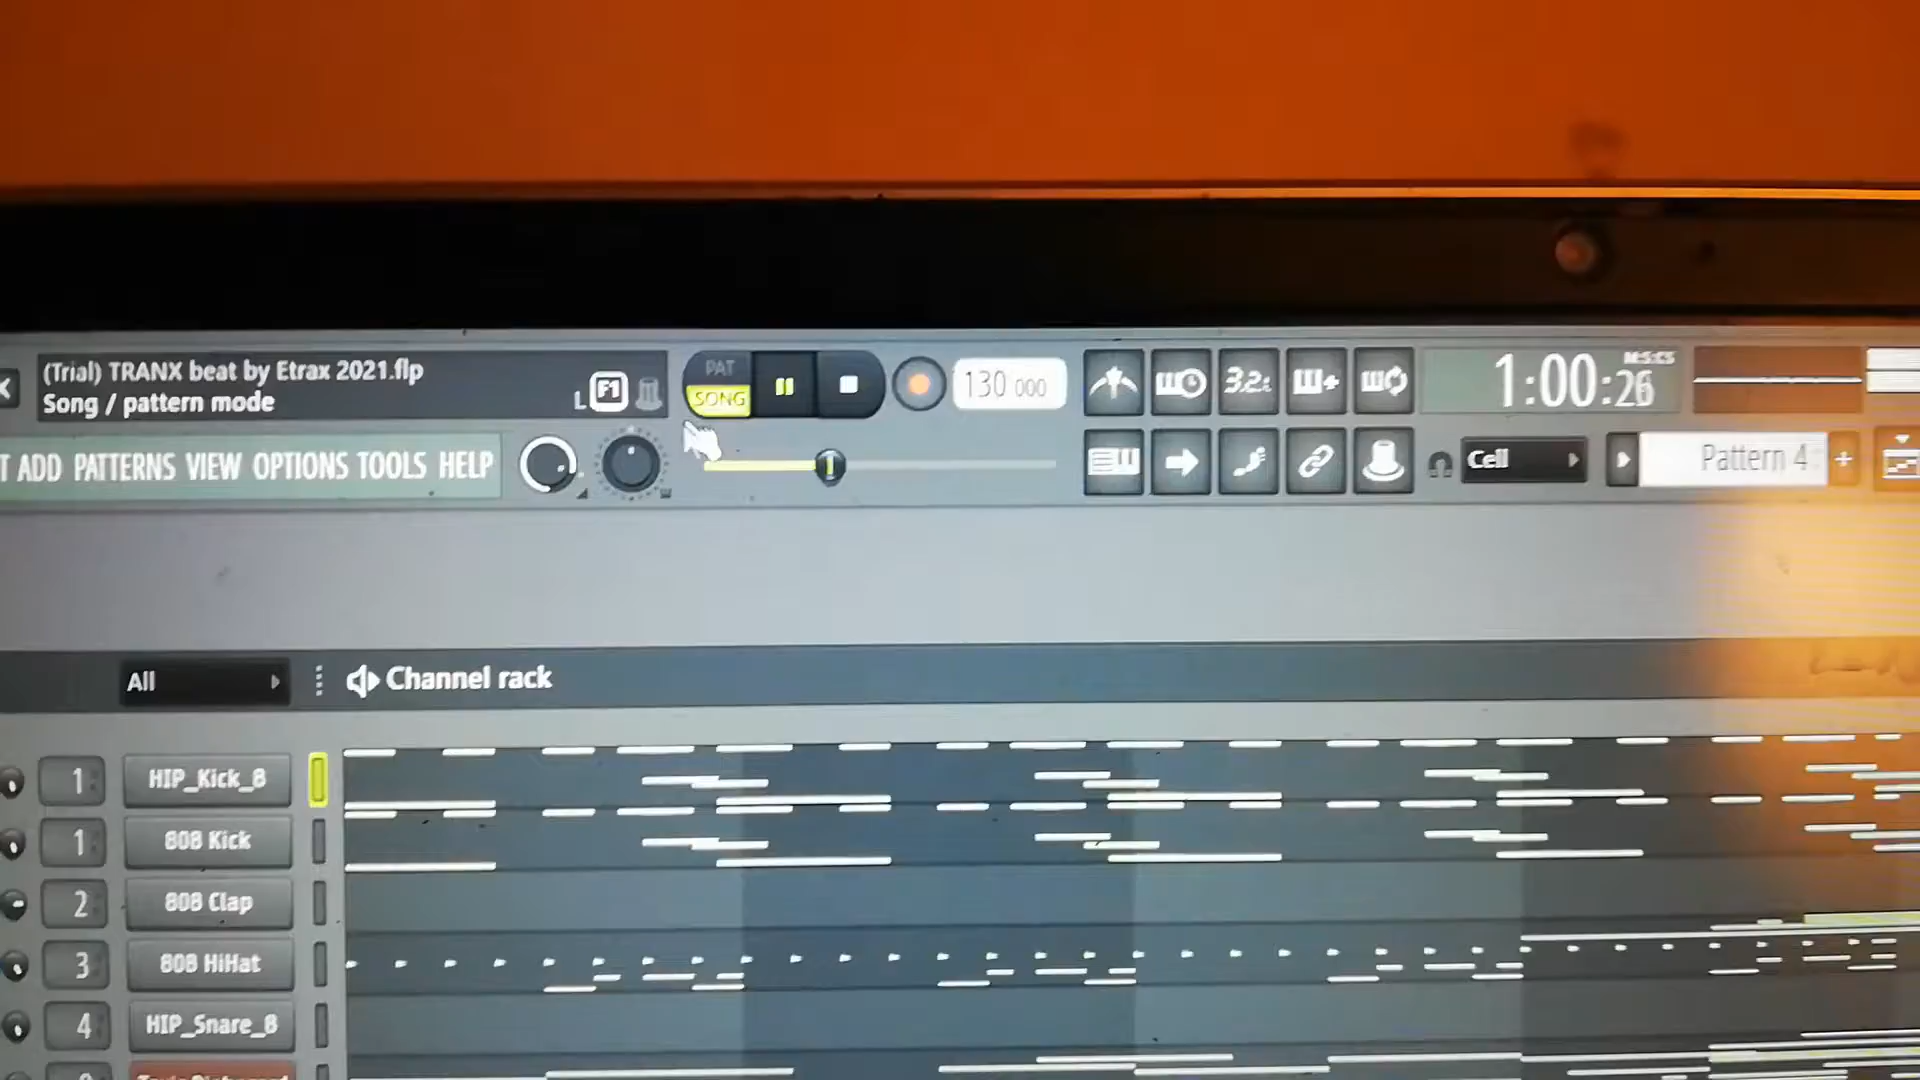 (Trial) TRANX beat by Etrax 2021.flp
Song / pattern mode
L F1
PAT
SONG
130 000
3.2
1:00:26
M:S:CS
T ADD PATTERNS VIEW OPTIONS TOOLS HELP
Cell
Pattern 4 +
All
Channel rack
1 HIP_Kick_8
1 808 Kick
2 808 Clap
3 808 HiHat
4 HIP_Snare_8